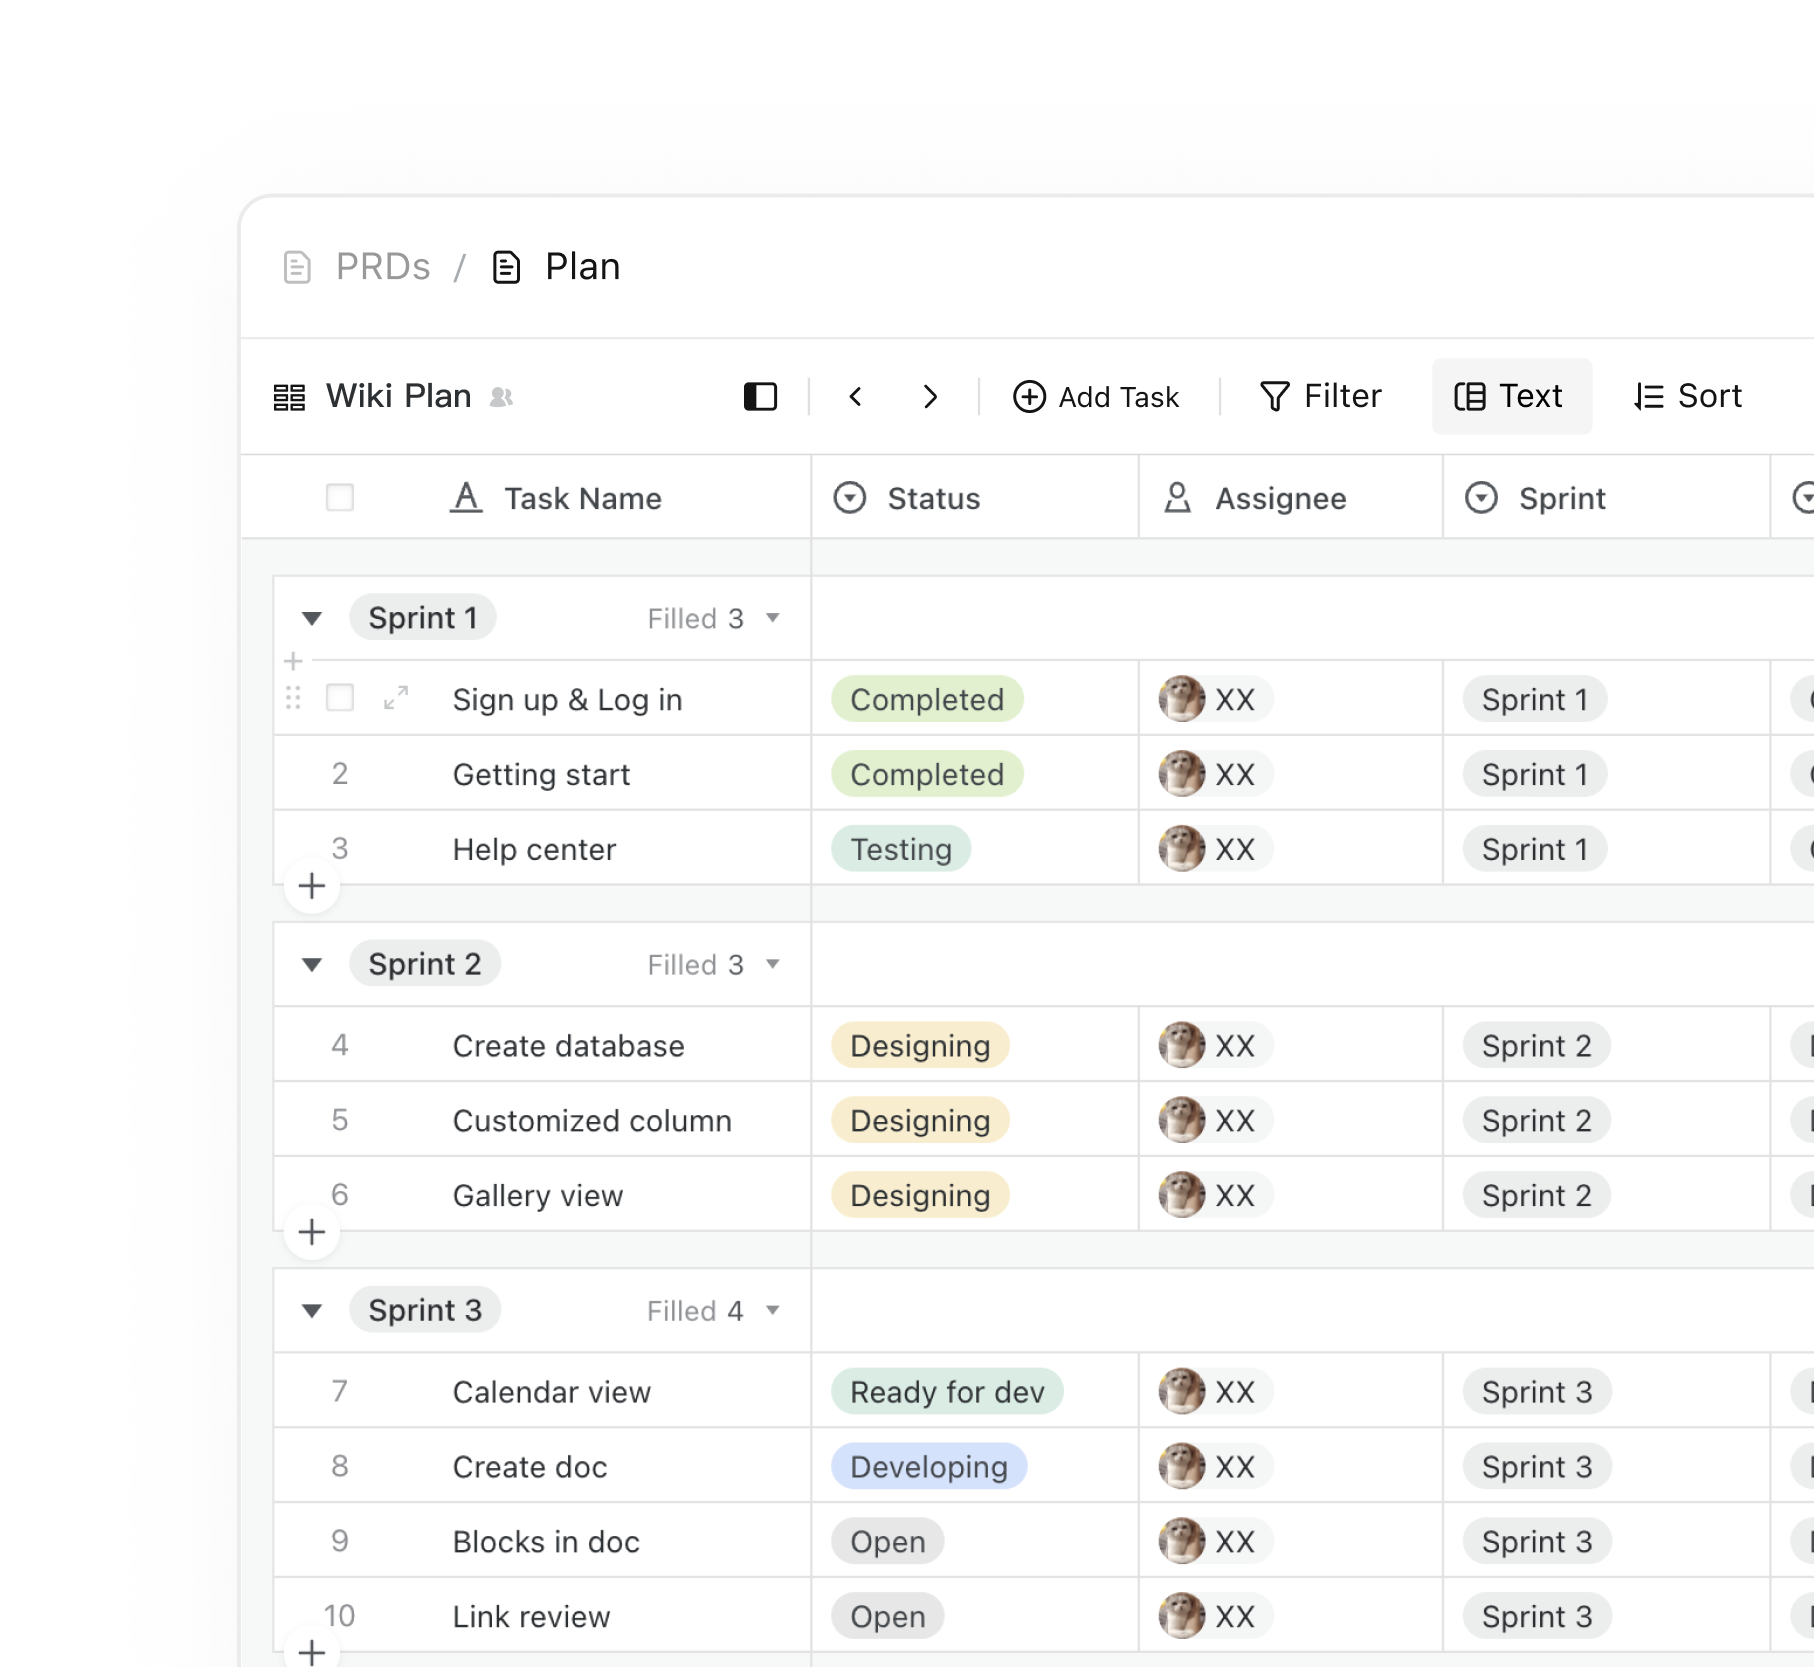 PRDs / Plan
Wiki Plan Add Task Filter Text Sort
Task Name Status Assignee Sprint
Sprint 1 Filled 3
Sign up & Log in Completed XX Sprint 1
2 Getting start Completed XX Sprint 1
3 Help center Testing XX Sprint 1
Sprint 2 Filled 3
4 Create database Designing XX Sprint 2
5 Customized column Designing XX Sprint 2
6 Gallery view Designing XX Sprint 2
Sprint 3 Filled 4
7 Calendar view Ready for dev XX Sprint 3
8 Create doc Developing XX Sprint 3
9 Blocks in doc Open XX Sprint 3
10 Link review Open XX Sprint 3